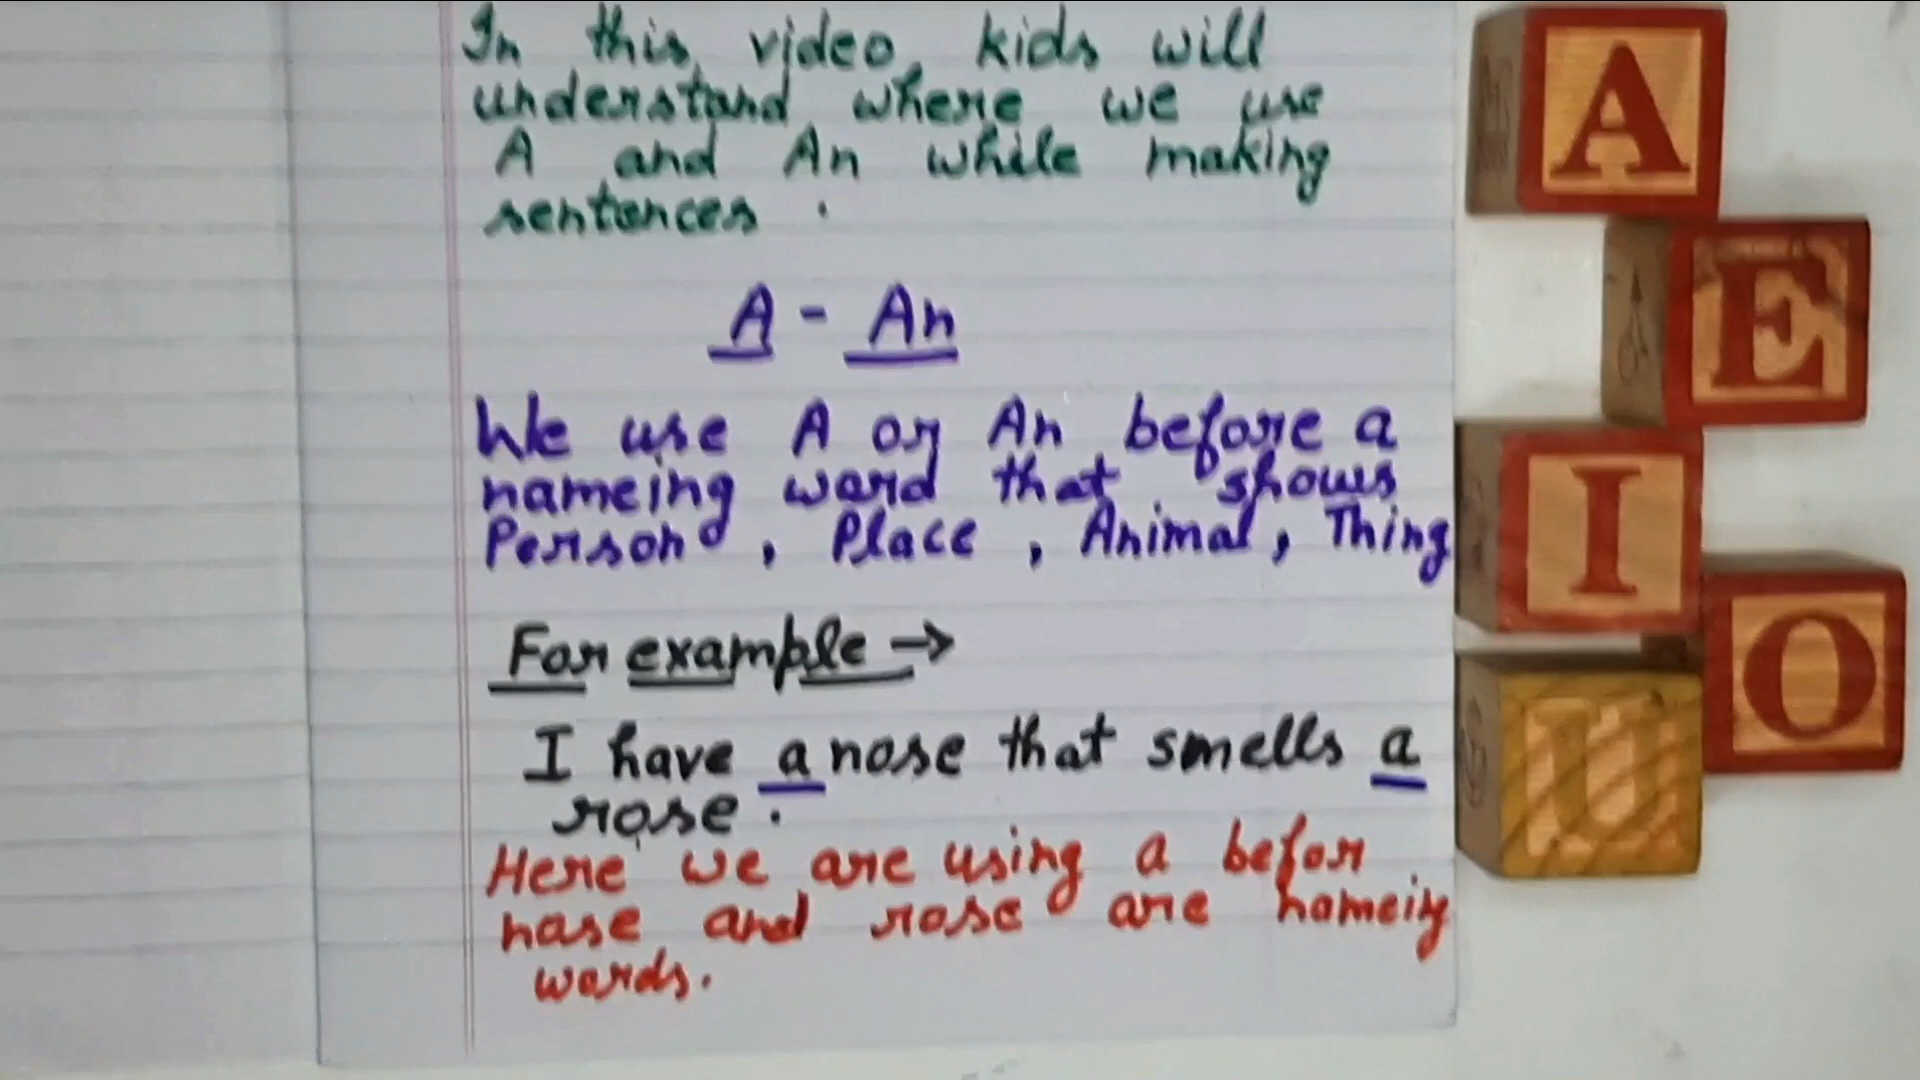 In this video, kids will
understand where we use
A and An while making
sentences.
A - An
We use A or An before a
nameing word that shows
Person, Place, Animal, Thing
For example →
I have a nose that smells a
rose.
Here we are using a befor
nose and rose are nameing
words.
A
E
I
O
U